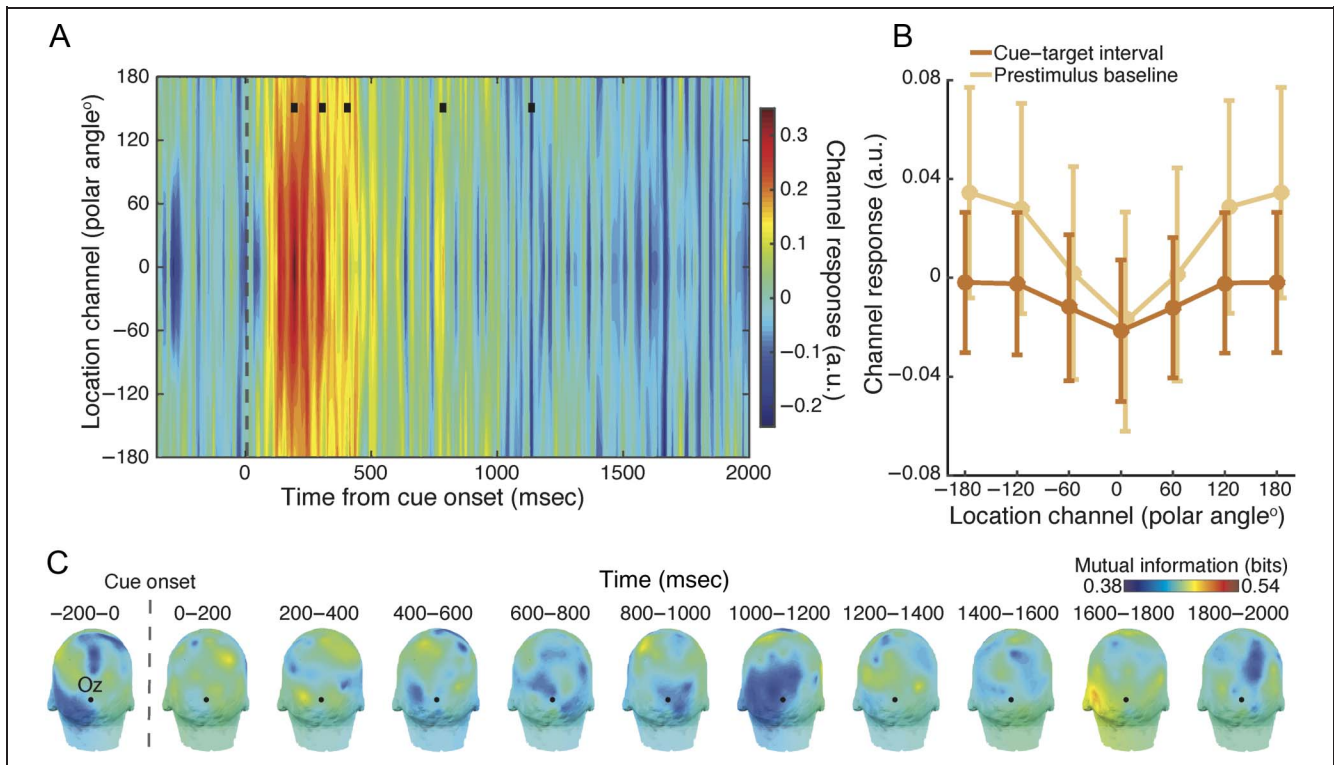 A
Location channel (polar angle°)
180
120
60
0
−60
−120
−180
0
500
1000
1500
2000
Time from cue onset (msec)
0.3
0.2
0.1
0
−0.1
−0.2
Channel response (a.u.)
B
Cue–target interval
Prestimulus baseline
Channel response (a.u.)
0.08
0.04
0
−0.04
−0.08
−180 −120 −60 0 60 120 180
Location channel (polar angle°)
C
Cue onset
Time (msec)
Mutual information (bits)
0.38 0.54
−200–0 0–200 200–400 400–600 600–800 800–1000 1000–1200 1200–1400 1400–1600 1600–1800 1800–2000
Oz